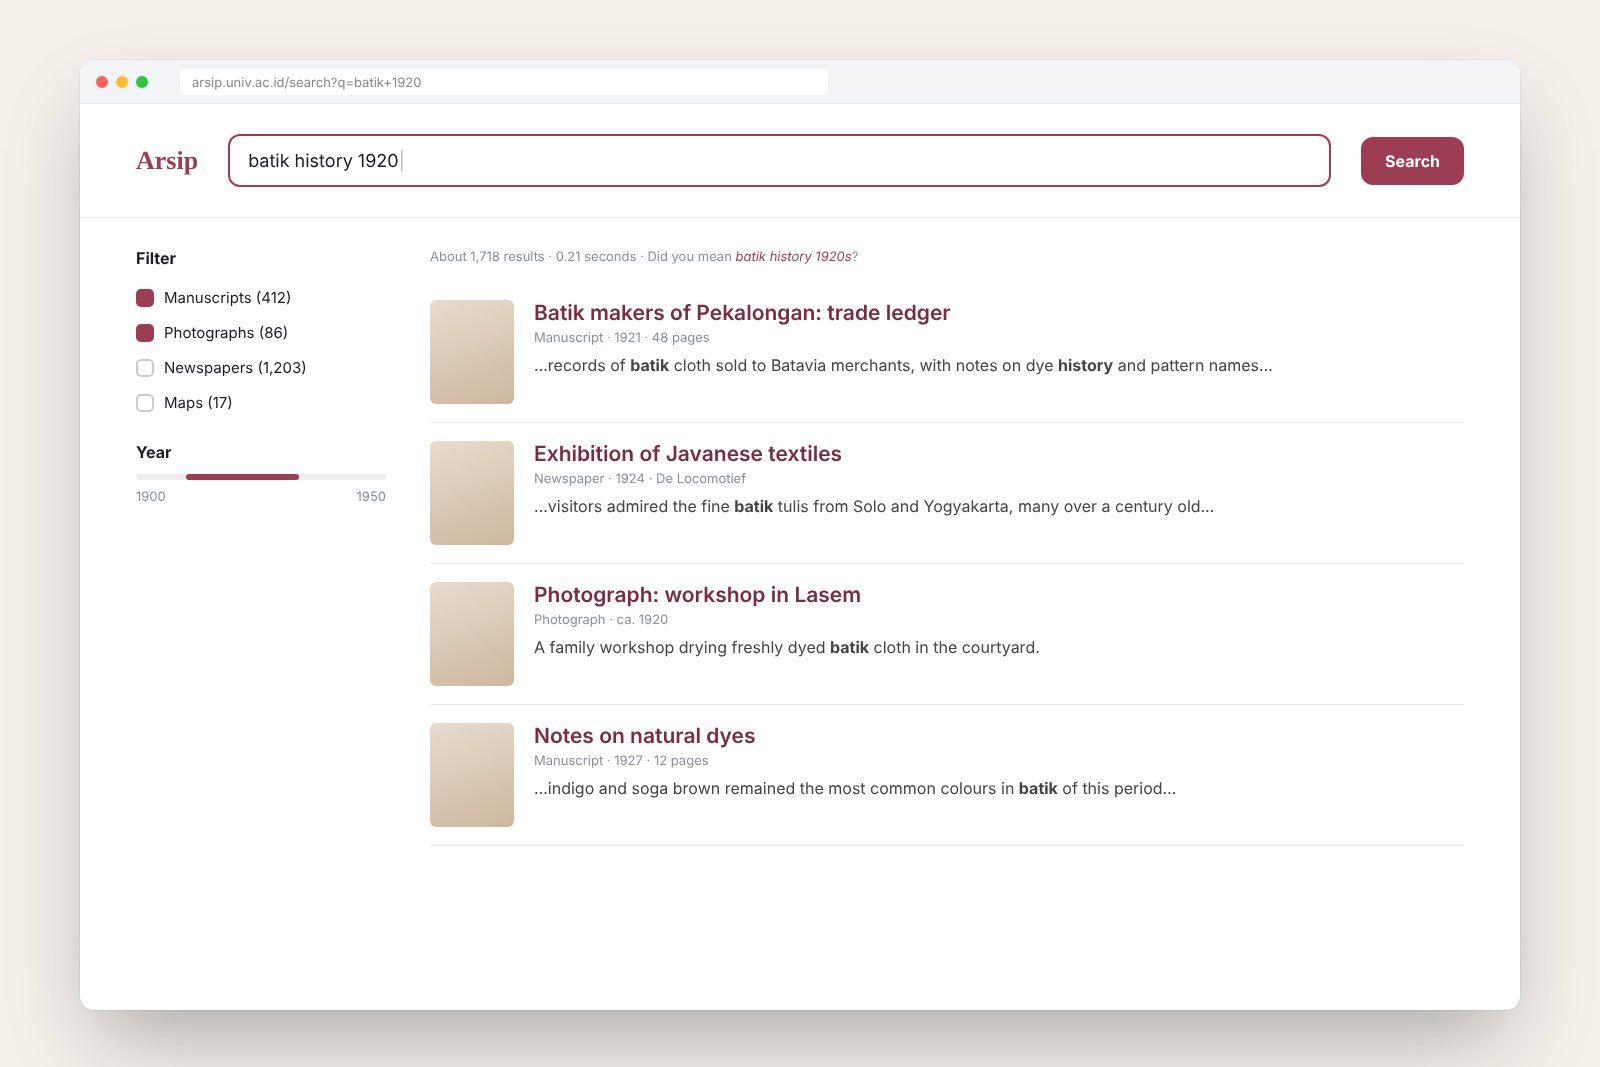 arsip.univ.ac.id/search?q=batik+1920
Arsip
batik history 1920
Search
Filter
Manuscripts (412)
Photographs (86)
Newspapers (1,203)
Maps (17)
Year
1900 1950
About 1,718 results · 0.21 seconds · Did you mean batik history 1920s?
Batik makers of Pekalongan: trade ledger
Manuscript · 1921 · 48 pages
...records of batik cloth sold to Batavia merchants, with notes on dye history and pattern names...
Exhibition of Javanese textiles
Newspaper · 1924 · De Locomotief
...visitors admired the fine batik tulis from Solo and Yogyakarta, many over a century old...
Photograph: workshop in Lasem
Photograph · ca. 1920
A family workshop drying freshly dyed batik cloth in the courtyard.
Notes on natural dyes
Manuscript · 1927 · 12 pages
...indigo and soga brown remained the most common colours in batik of this period...